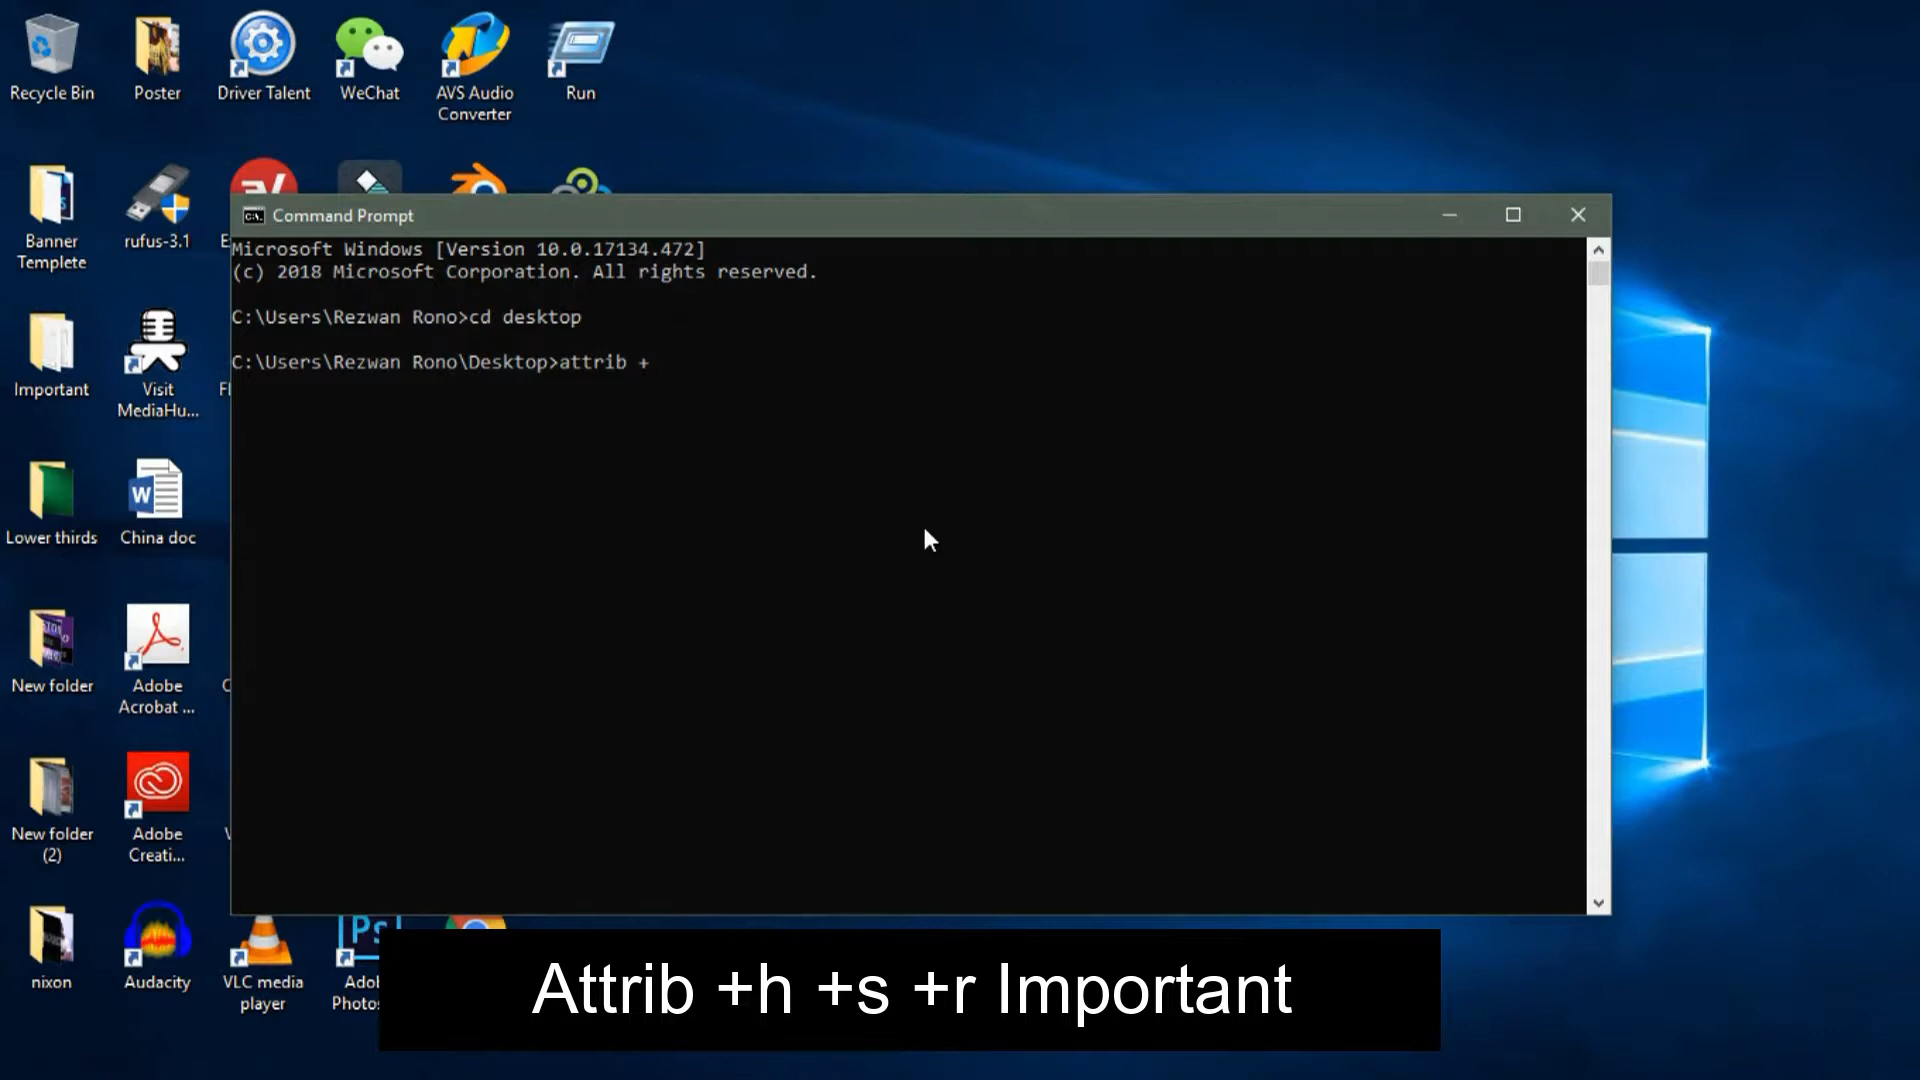 Recycle Bin
Poster
Driver Talent
WeChat
AVS Audio
Converter
Run
Banner
Templete
rufus-3.1
Important
Visit
MediaHu...
Lower thirds
China doc
New folder
Adobe
Acrobat ...
New folder
(2)
Adobe
Creati...
nixon
Audacity
VLC media
player
Command Prompt
Microsoft Windows [Version 10.0.17134.472]
(c) 2018 Microsoft Corporation. All rights reserved.
C:\Users\Rezwan Rono>cd desktop
C:\Users\Rezwan Rono\Desktop>attrib +
Attrib +h +s +r Important